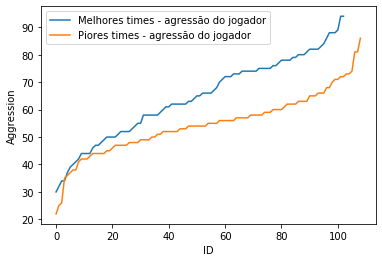 Melhores times - agressão do jogador
Piores times - agressão do jogador
90
80
70
60
50
40
30
20
Aggression
0 20 40 60 80 100
ID